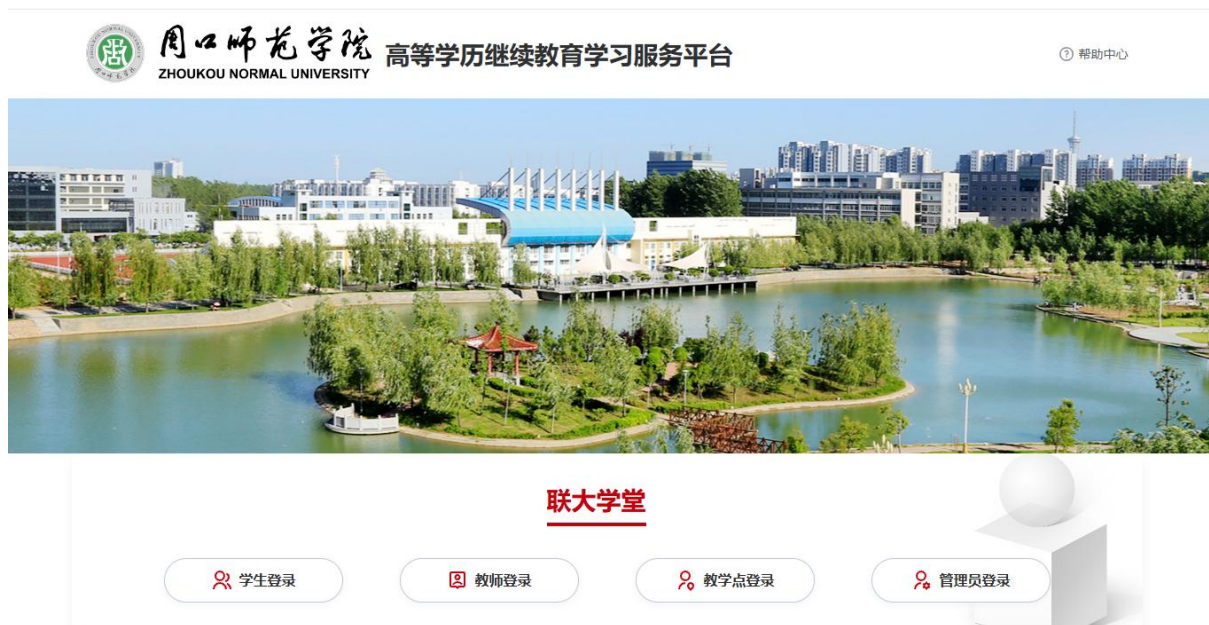 周口师范学院
ZHOUKOU NORMAL UNIVERSITY
高等学历继续教育学习服务平台
帮助中心
联大学堂
学生登录
教师登录
教学点登录
管理员登录